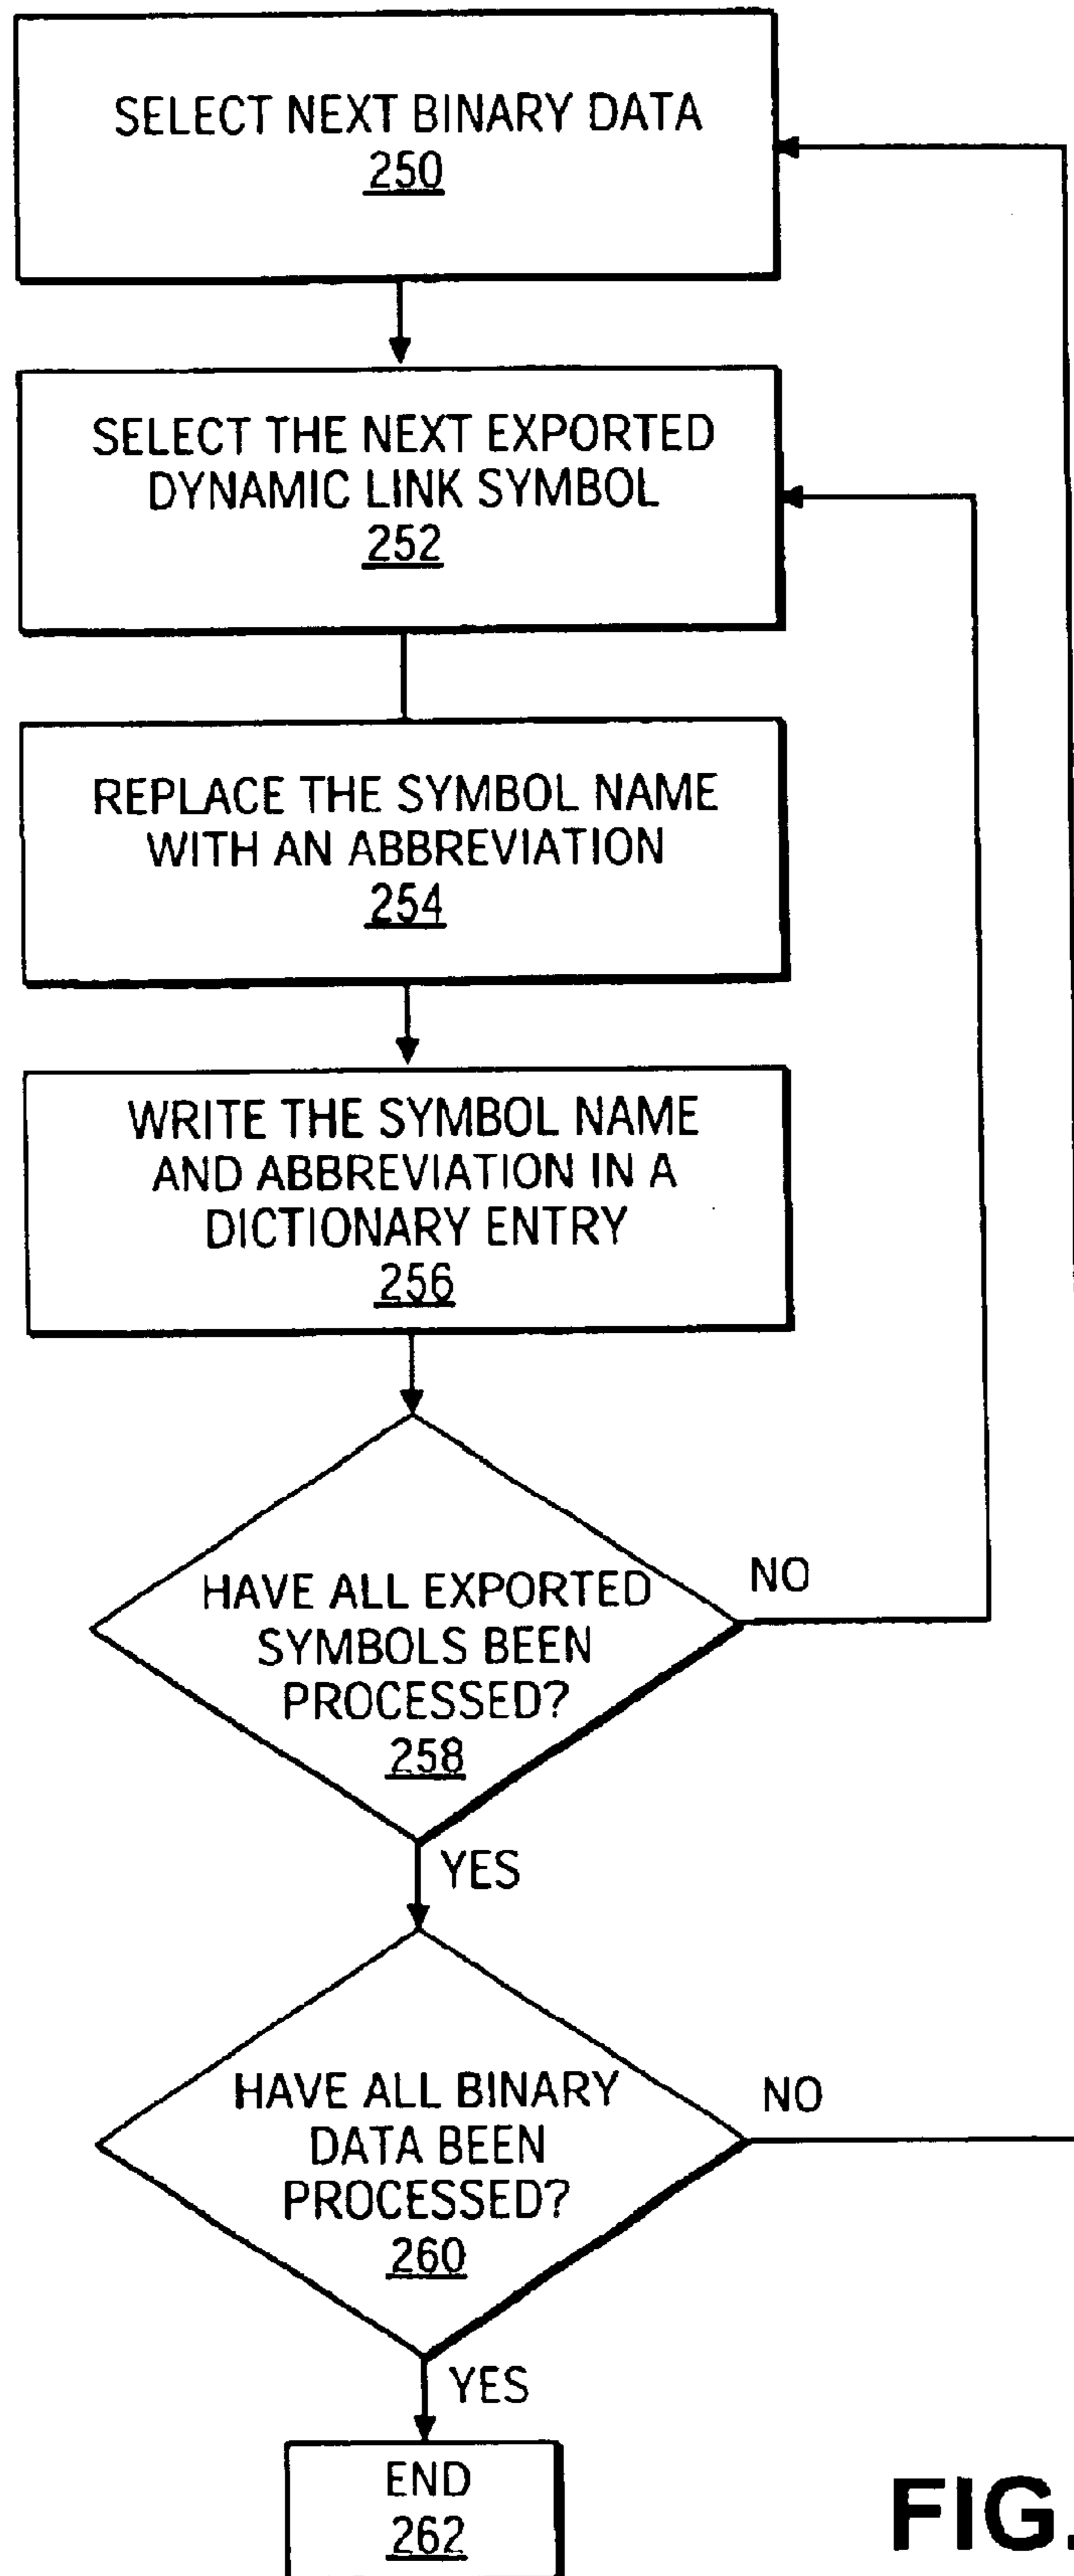 SELECT NEXT BINARY DATA
250
SELECT THE NEXT EXPORTED
DYNAMIC LINK SYMBOL
252
REPLACE THE SYMBOL NAME
WITH AN ABBREVIATION
254
WRITE THE SYMBOL NAME
AND ABBREVIATION IN A
DICTIONARY ENTRY
256
HAVE ALL EXPORTED
SYMBOLS BEEN
PROCESSED?
258
NO
YES
HAVE ALL BINARY
DATA BEEN
PROCESSED?
260
NO
YES
END
262
FIG.